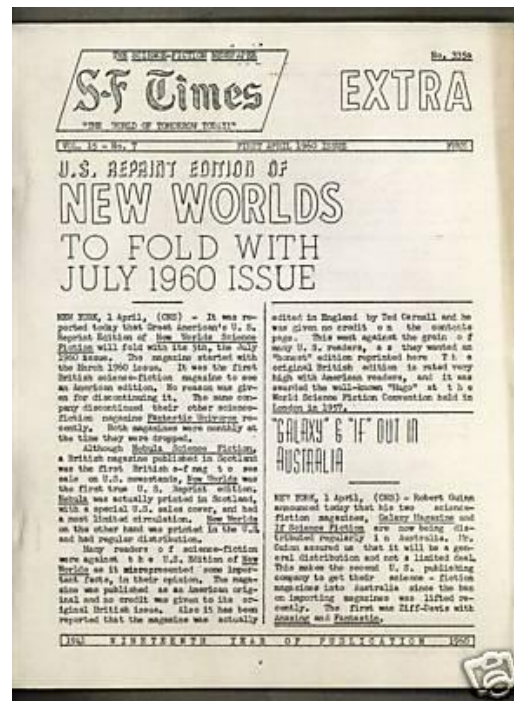 THE SCIENCE-FICTION NEWSPAPER
No. 335a
S-F Times
EXTRA
"THE WORLD OF TOMORROW TODAY!"
VOL. 15 - No. 7
FIRST APRIL 1960 ISSUE
FREE
U.S. REPRINT EDITION OF
NEW WORLDS
TO FOLD WITH
JULY 1960 ISSUE
NEW YORK, 1 April, (CNS) - It was re-
ported today that Great American's U. S.
Reprint Edition of New Worlds Science
Fiction will fold with its 5th, the July
1960 issue. The magazine started with
the March 1960 issue. It was the first
British science-fiction magazine to see
an American edition. No reason was giv-
en for discontinuing it. The same com-
pany discontinued their other science-
fiction magazine Fantastic Universe re-
cently. Both magazines were monthly at
the time they were dropped.
Although Nebula Science Fiction,
a British magazine published in Scotland
was the first British s-f mag to see
sale on U.S. newsstands, New Worlds was
the first true U. S. Reprint edition.
Nebula was actually printed in Scotland,
with a special U.S. sales cover, and had
a most limited circulation. New Worlds
on the other hand was printed in the U.S.
and had regular distribution.
Many readers of science-fiction
were against the U.S. Edition of New
Worlds as it misrepresented some impor-
tant facts, in their opinion. The maga-
zine was published as an American orig-
inal and no credit was given to its or-
iginal British issue. Also it has been
reported that the magazine was actually
edited in England by Ted Carnell and he
was given no credit on the contents
page. This went against the grain of
many U. S. readers, as they wanted an
"honest" edition reprinted here The
original British edition is rated very
high with American readers, and it was
awarded the well-known "Hugo" at the
World Science Fiction Convention held in
London in 1957.
"GALAXY" & "IF" OUT IN
AUSTRALIA
NEW YORK, 1 April, (CNS) - Robert Guinn
announced today that his two science-
fiction magazines, Galaxy Magazine and
If Science Fiction are now being dis-
tributed regularly in Australia. Mr.
Guinn assured us that it will be a gen-
eral distribution and not a limited deal.
This makes the second U. S. publishing
company to get their science - fiction
magazines into Australia since the ban
on importing magazines was lifted re-
cently. The first was Ziff-Davis with
Amazing and Fantastic.
1941 NINETEENTH YEAR OF PUBLICATION 1960